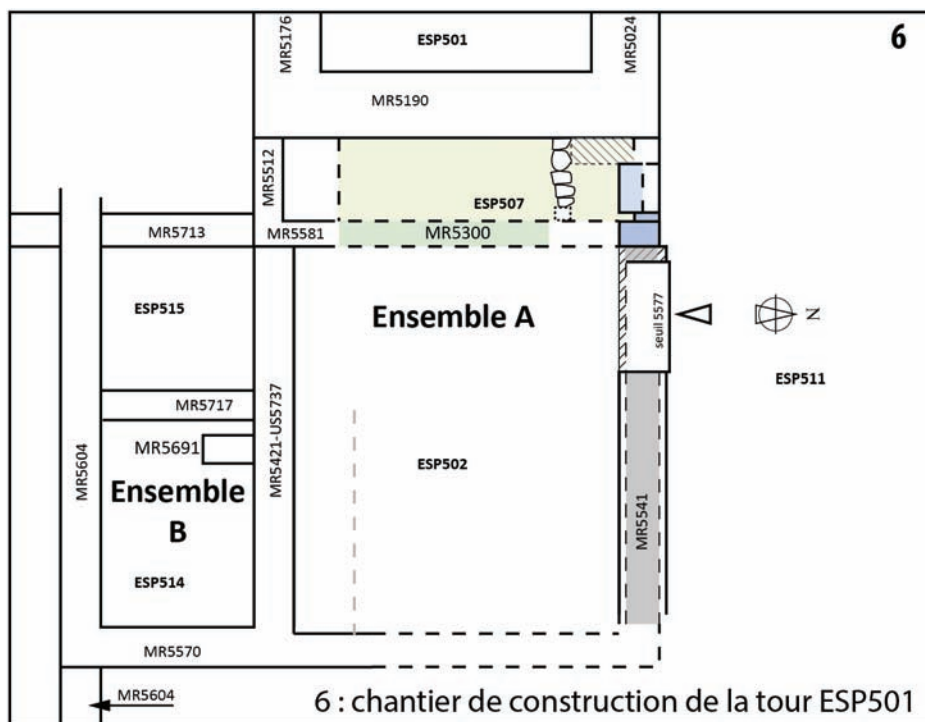 6
MR5176
ESP501
MR5024
MR5190
MR5512
ESP507
MR5713
MR5581
MR5300
ESP515
Ensemble A
seuil 5577
N
ESP511
MR5717
MR5421-US5737
MR5691
ESP502
MR5604
Ensemble
B
MR5541
ESP514
MR5570
MR5604
6 : chantier de construction de la tour ESP501